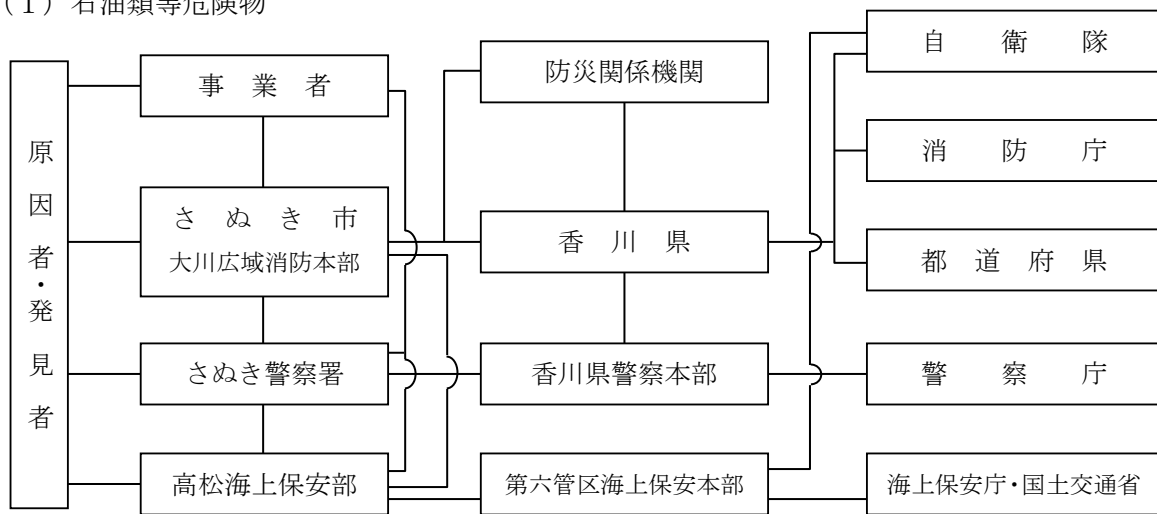 (1) 石油類等危険物
原因者・発見者
事業者
さぬき市
大川広域消防本部
さぬき警察署
高松海上保安部
防災関係機関
香川県
香川県警察本部
第六管区海上保安本部
自衛隊
消防庁
都道府県
警察庁
海上保安庁・国土交通省